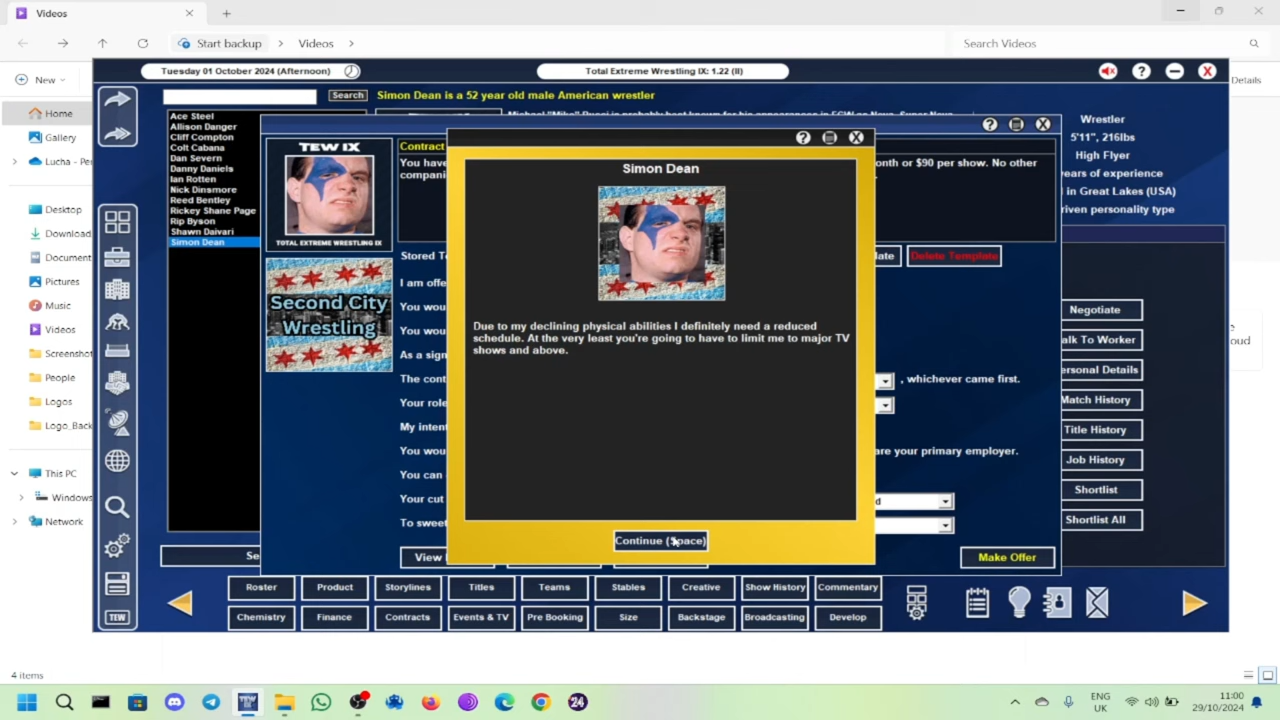 Videos
Start backup
Videos
Search Videos
New
Details
Home
Gallery
Lucha - Pe
Desktop
Download
Document
Pictures
Music
Videos
Screenshot
People
Logos
Logo_Back
This PC
Windows
Network
4 items
Tuesday 01 October 2024 (Afternoon)
Total Extreme Wrestling IX: 1.22 (II)
Search
Simon Dean is a 52 year old male American wrestler
Ace Steel
Allison Danger
Cliff Compton
Colt Cabana
Dan Severn
Danny Daniels
Ian Rotten
Nick Dinsmore
Reed Bentley
Rickey Shane Page
Rip Byson
Shawn Daivari
Simon Dean
TEW IX
TOTAL EXTREME WRESTLING IX
Second City
Wrestling
Contract
You have
compani
onth or $90 per show. No other
Stored Te
late
Delete Template
I am offe
You wou
You wou
As a sign
The cont
, whichever came first.
Your role
My inten
You wou
are your primary employer.
You can
Your cut
d
To sweet
View
Make Offer
Simon Dean
Due to my declining physical abilities I definitely need a reduced
schedule. At the very least you're going to have to limit me to major TV
shows and above.
Continue (Space)
Wrestler
5'11", 216lbs
High Flyer
ears of experience
in Great Lakes (USA)
riven personality type
Negotiate
alk To Worker
ersonal Details
Match History
Title History
Job History
Shortlist
Shortlist All
Se
Roster
Product
Storylines
Titles
Teams
Stables
Creative
Show History
Commentary
Chemistry
Finance
Contracts
Events & TV
Pre Booking
Size
Backstage
Broadcasting
Develop
TEW
24
ENG
UK
11:00
29/10/2024